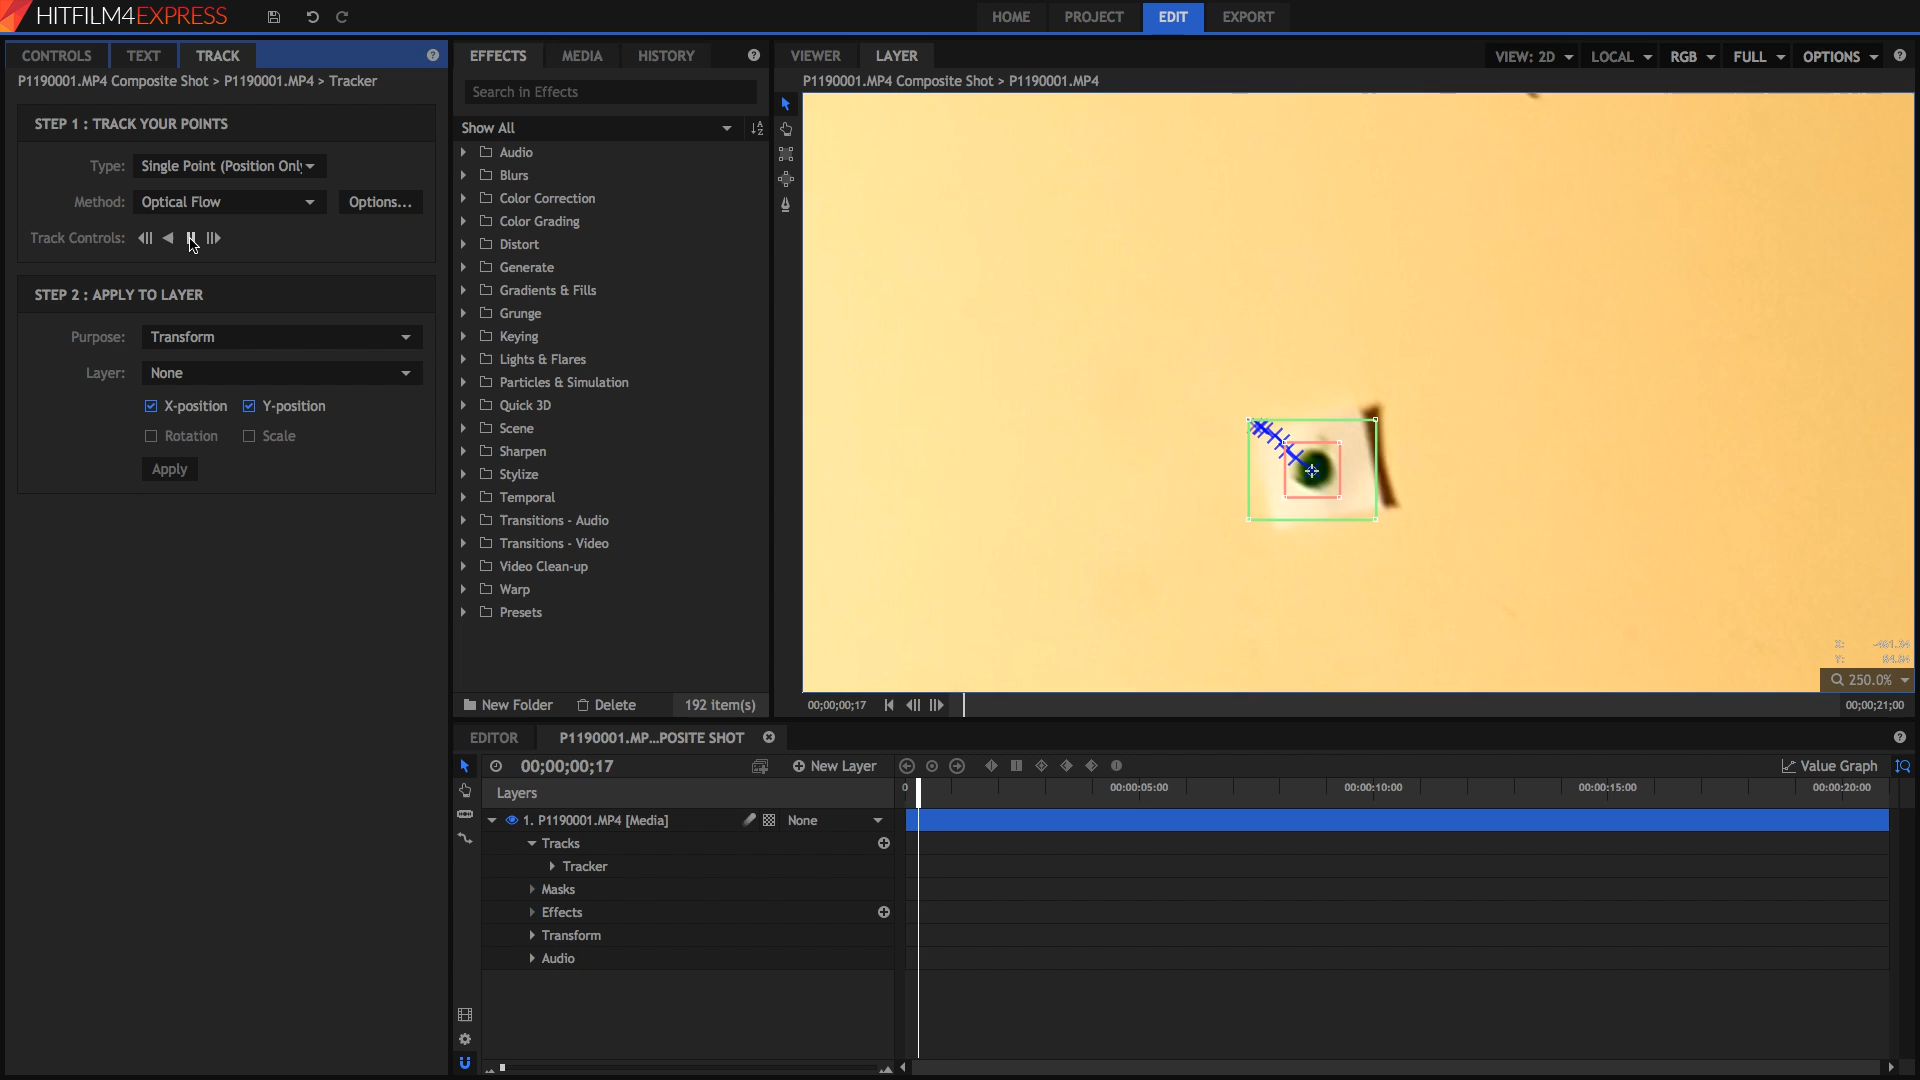 HITFILM4EXPRESS
HOME PROJECT EDIT EXPORT
CONTROLS TEXT TRACK
P1190001.MP4 Composite Shot > P1190001.MP4 > Tracker
STEP 1 : TRACK YOUR POINTS
Type: Single Point (Position Onl
Method: Optical Flow Options...
Track Controls:
STEP 2 : APPLY TO LAYER
Purpose: Transform
Layer: None
X-position Y-position
Rotation Scale
Apply
EFFECTS MEDIA HISTORY
Search in Effects
Show All
Audio
Blurs
Color Correction
Color Grading
Distort
Generate
Gradients & Fills
Grunge
Keying
Lights & Flares
Particles & Simulation
Quick 3D
Scene
Sharpen
Stylize
Temporal
Transitions - Audio
Transitions - Video
Video Clean-up
Warp
Presets
New Folder Delete 192 item(s)
VIEWER LAYER VIEW: 2D LOCAL RGB FULL OPTIONS
P1190001.MP4 Composite Shot > P1190001.MP4
X:
Y:
250.0%
00;00;00;17 00;00;21;00
EDITOR P1190001.MP...POSITE SHOT
00;00;00;17 New Layer Value Graph
Layers 0 00:00:05:00 00:00:10:00 00:00:15:00 00:00:20:00
1. P1190001.MP4 [Media] None
Tracks
Tracker
Masks
Effects
Transform
Audio